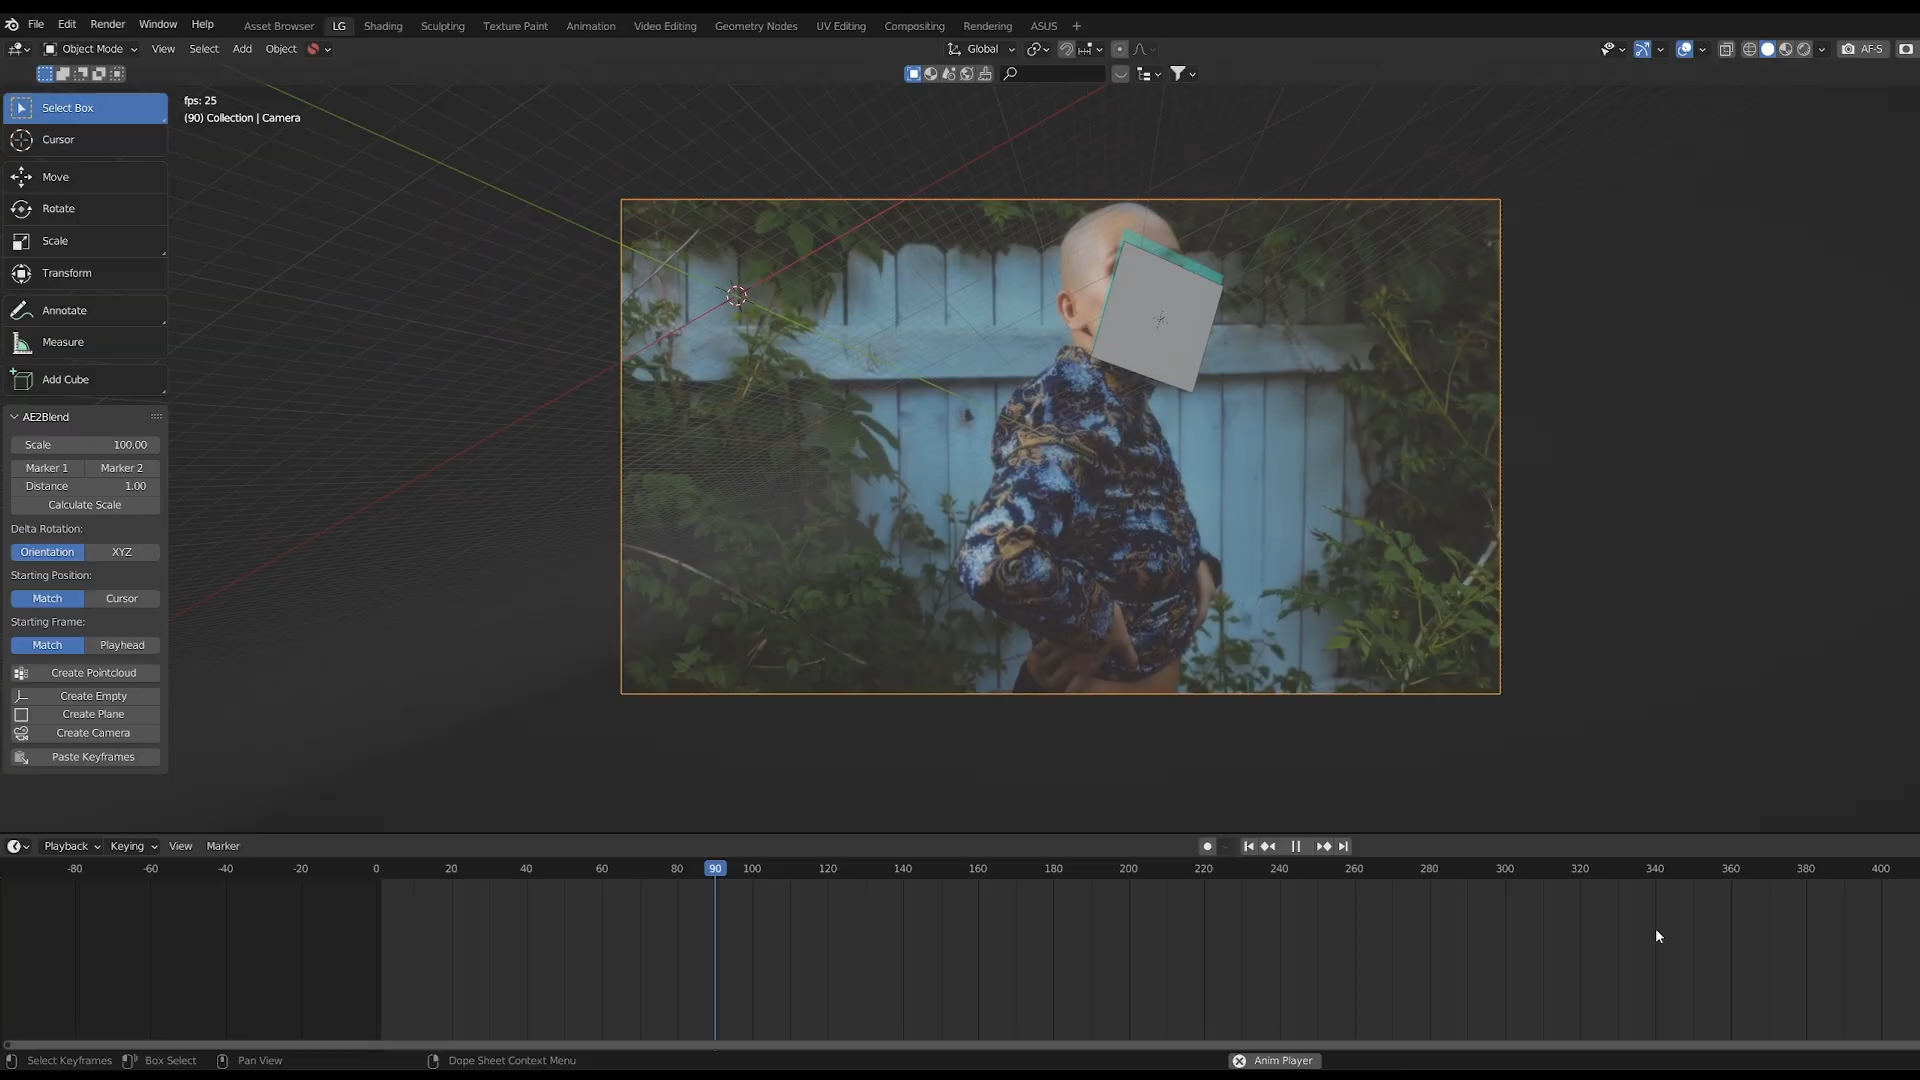 File Edit Render Window Help Asset Browser LG Shading Sculpting Texture Paint Animation Video Editing Geometry Nodes UV Editing Compositing Rendering ASUS +
Object Mode View Select Add Object Global AF-S
fps: 25
(90) Collection | Camera
Select Box
Cursor
Move
Rotate
Scale
Transform
Annotate
Measure
Add Cube
AE2Blend
Scale 100.00
Marker 1 Marker 2
Distance 1.00
Calculate Scale
Delta Rotation:
Orientation XYZ
Starting Position:
Match Cursor
Starting Frame:
Match Playhead
Create Pointcloud
Create Empty
Create Plane
Create Camera
Paste Keyframes
Playback Keying View Marker
-80 -60 -40 -20 0 20 40 60 80 90 100 120 140 160 180 200 220 240 260 280 300 320 340 360 380 400
Select Keyframes Box Select Pan View Dope Sheet Context Menu Anim Player